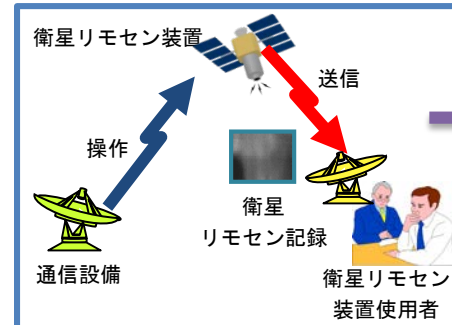 衛星リモセン装置
送信
操作
衛星
リモセン記録
通信設備
衛星リモセン
装置使用者